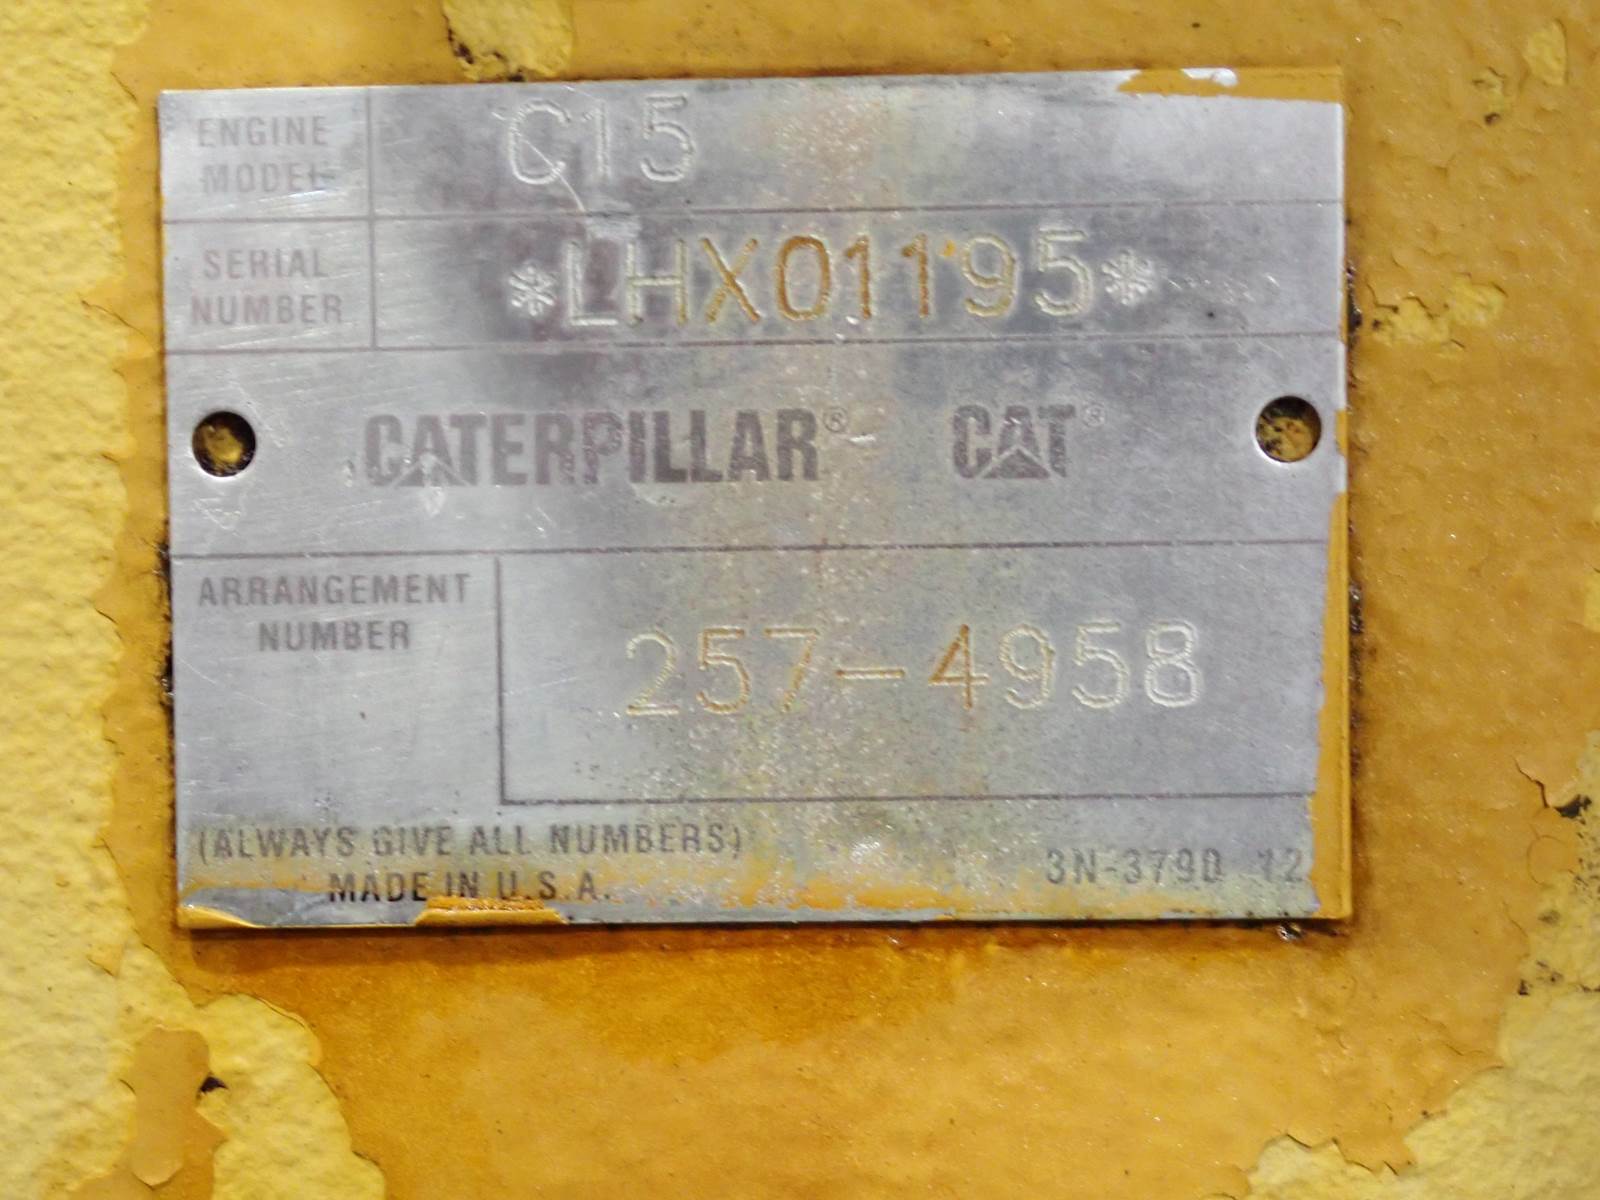 ENGINE MODEL C15
SERIAL NUMBER *LHX01195*
CATERPILLAR® CAT®
ARRANGEMENT NUMBER 257-4958
(ALWAYS GIVE ALL NUMBERS)
MADE IN U.S.A. 3N-3790 12